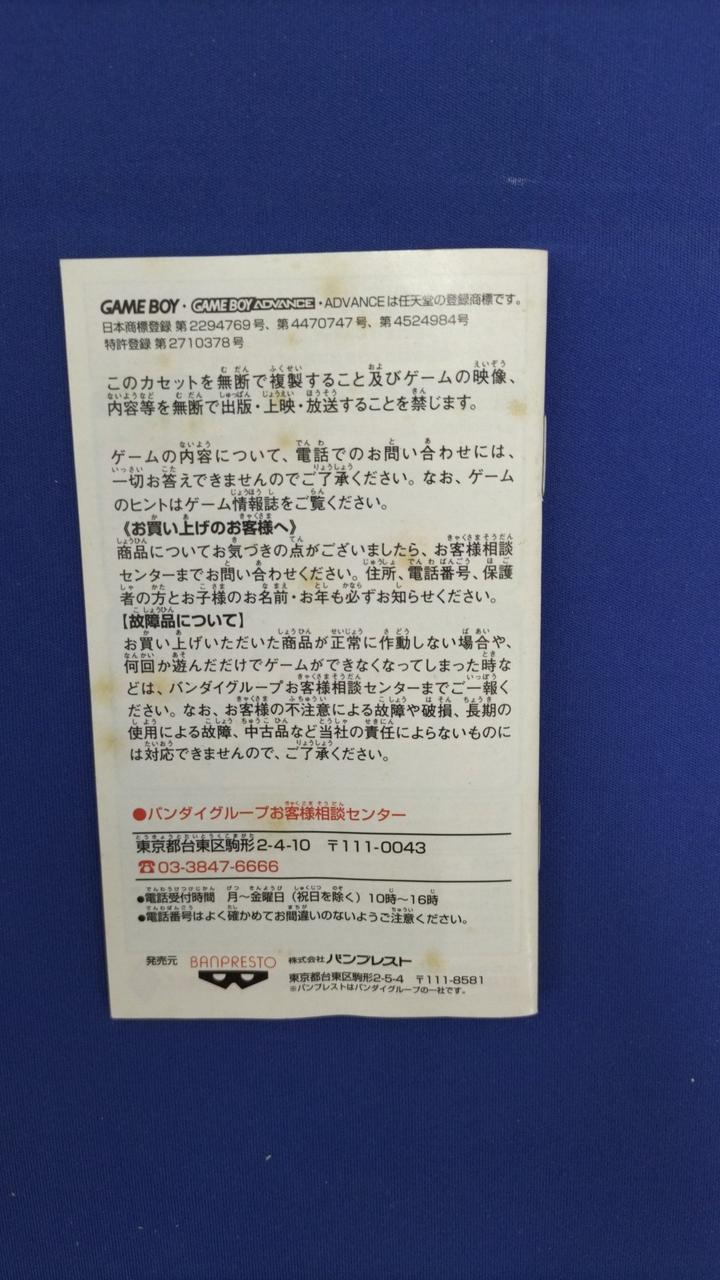 GAME BOY・GAME BOY ADVANCE・ADVANCEは任天堂の登録商標です。
日本商標登録 第2294769号、第4470747号、第4524984号
特許登録 第2710378号
このカセットを無断で複製すること及びゲームの映像、
内容等を無断で出版・上映・放送することを禁じます。
ゲームの内容について、電話でのお問い合わせには、
一切お答えできませんのでご了承ください。なお、ゲーム
のヒントはゲーム情報誌をご覧ください。
《お買い上げのお客様へ》
商品についてお気づきの点がございましたら、お客様相談
センターまでお問い合わせください。住所、電話番号、保護
者の方とお子様のお名前・お年も必ずお知らせください。
【故障品について】
お買い上げいただいた商品が正常に作動しない場合や、
何回か遊んだだけでゲームができなくなってしまった時な
どは、バンダイグループお客様相談センターまでご一報く
ださい。なお、お客様の不注意による故障や破損、長期の
使用による故障、中古品など当社の責任によらないものに
は対応できませんので、ご了承ください。
●バンダイグループお客様相談センター
東京都台東区駒形2-4-10 〒111-0043
☎03-3847-6666
●電話受付時間 月〜金曜日（祝日を除く）10時〜16時
●電話番号はよく確かめてお間違いのないようご注意ください。
発売元 BANPRESTO 株式会社 バンプレスト
東京都台東区駒形2-5-4 〒111-8581
※バンプレストはバンダイグループの一社です。